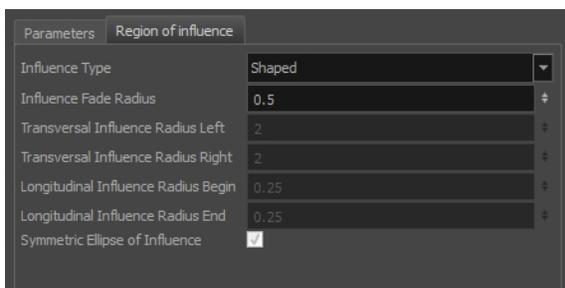 Parameters Region of influence
Influence Type Shaped
Influence Fade Radius 0.5
Transversal Influence Radius Left 2
Transversal Influence Radius Right 2
Longitudinal Influence Radius Begin 0.25
Longitudinal Influence Radius End 0.25
Symmetric Ellipse of Influence